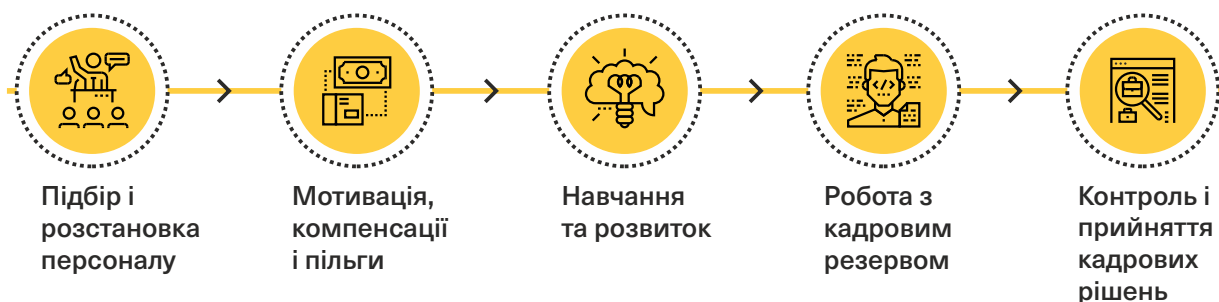 Підбір і
розстановка
персоналу
Мотивація,
компенсації
і пільги
Навчання
та розвиток
Робота з
кадровим
резервом
Контроль і
прийняття
кадрових
рішень